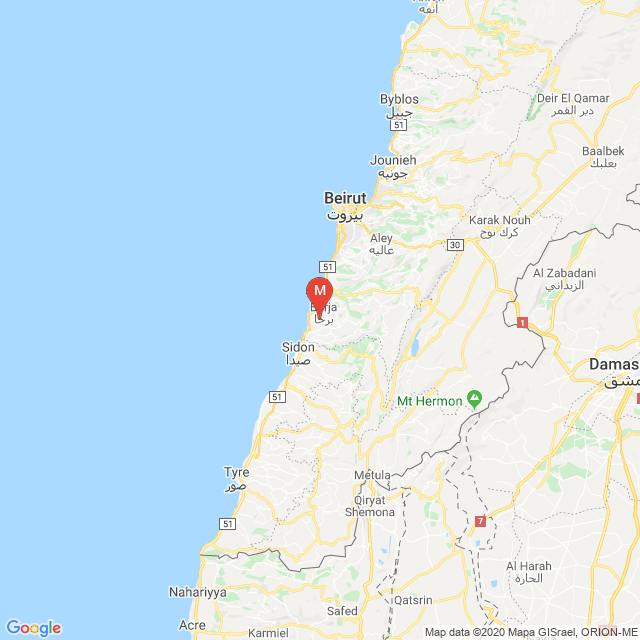 أنفه
Byblos
جبيل
51
Deir El Qamar
دير القمر
Baalbek
بعلبك
Jounieh
جونيه
Beirut
بيروت
Karak Nouh
كرك نوح
Aley
عاليه
30
51
Al Zabadani
الزبداني
M
برجا
1
Sidon
صيدا
Damas
مشق
Mt Hermon
51
Metula
Tyre
صور
Qiryat
Shemona
51
7
Al Harah
الحارة
Nahariyya
Acre
Safed
Qatsrin
Karmiel
Google
Map data ©2020 Mapa GISrael, ORION.ME